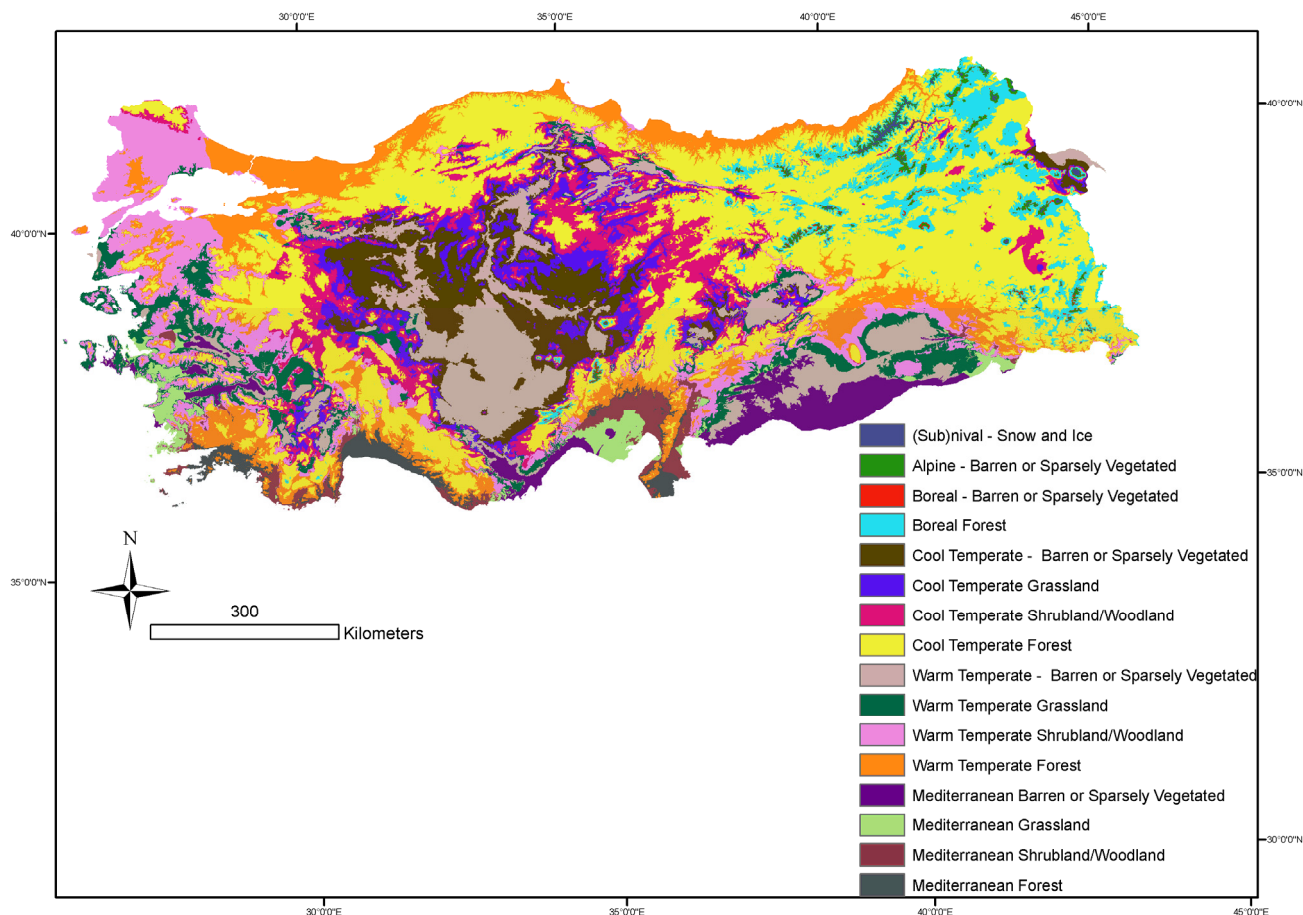 30°0'0"E 35°0'0"E 40°0'0"E 45°0'0"E
40°0'0"N
40°0'0"N
35°0'0"N
(Sub)nival - Snow and Ice
Alpine - Barren or Sparsely Vegetated
Boreal - Barren or Sparsely Vegetated
Boreal Forest
N
Cool Temperate - Barren or Sparsely Vegetated
35°0'0"N
Cool Temperate Grassland
300
Kilometers
Cool Temperate Shrubland/Woodland
Cool Temperate Forest
Warm Temperate - Barren or Sparsely Vegetated
Warm Temperate Grassland
Warm Temperate Shrubland/Woodland
Warm Temperate Forest
Mediterranean Barren or Sparsely Vegetated
Mediterranean Grassland
30°0'0"N
Mediterranean Shrubland/Woodland
Mediterranean Forest
30°0'0"E 35°0'0"E 40°0'0"E 45°0'0"E